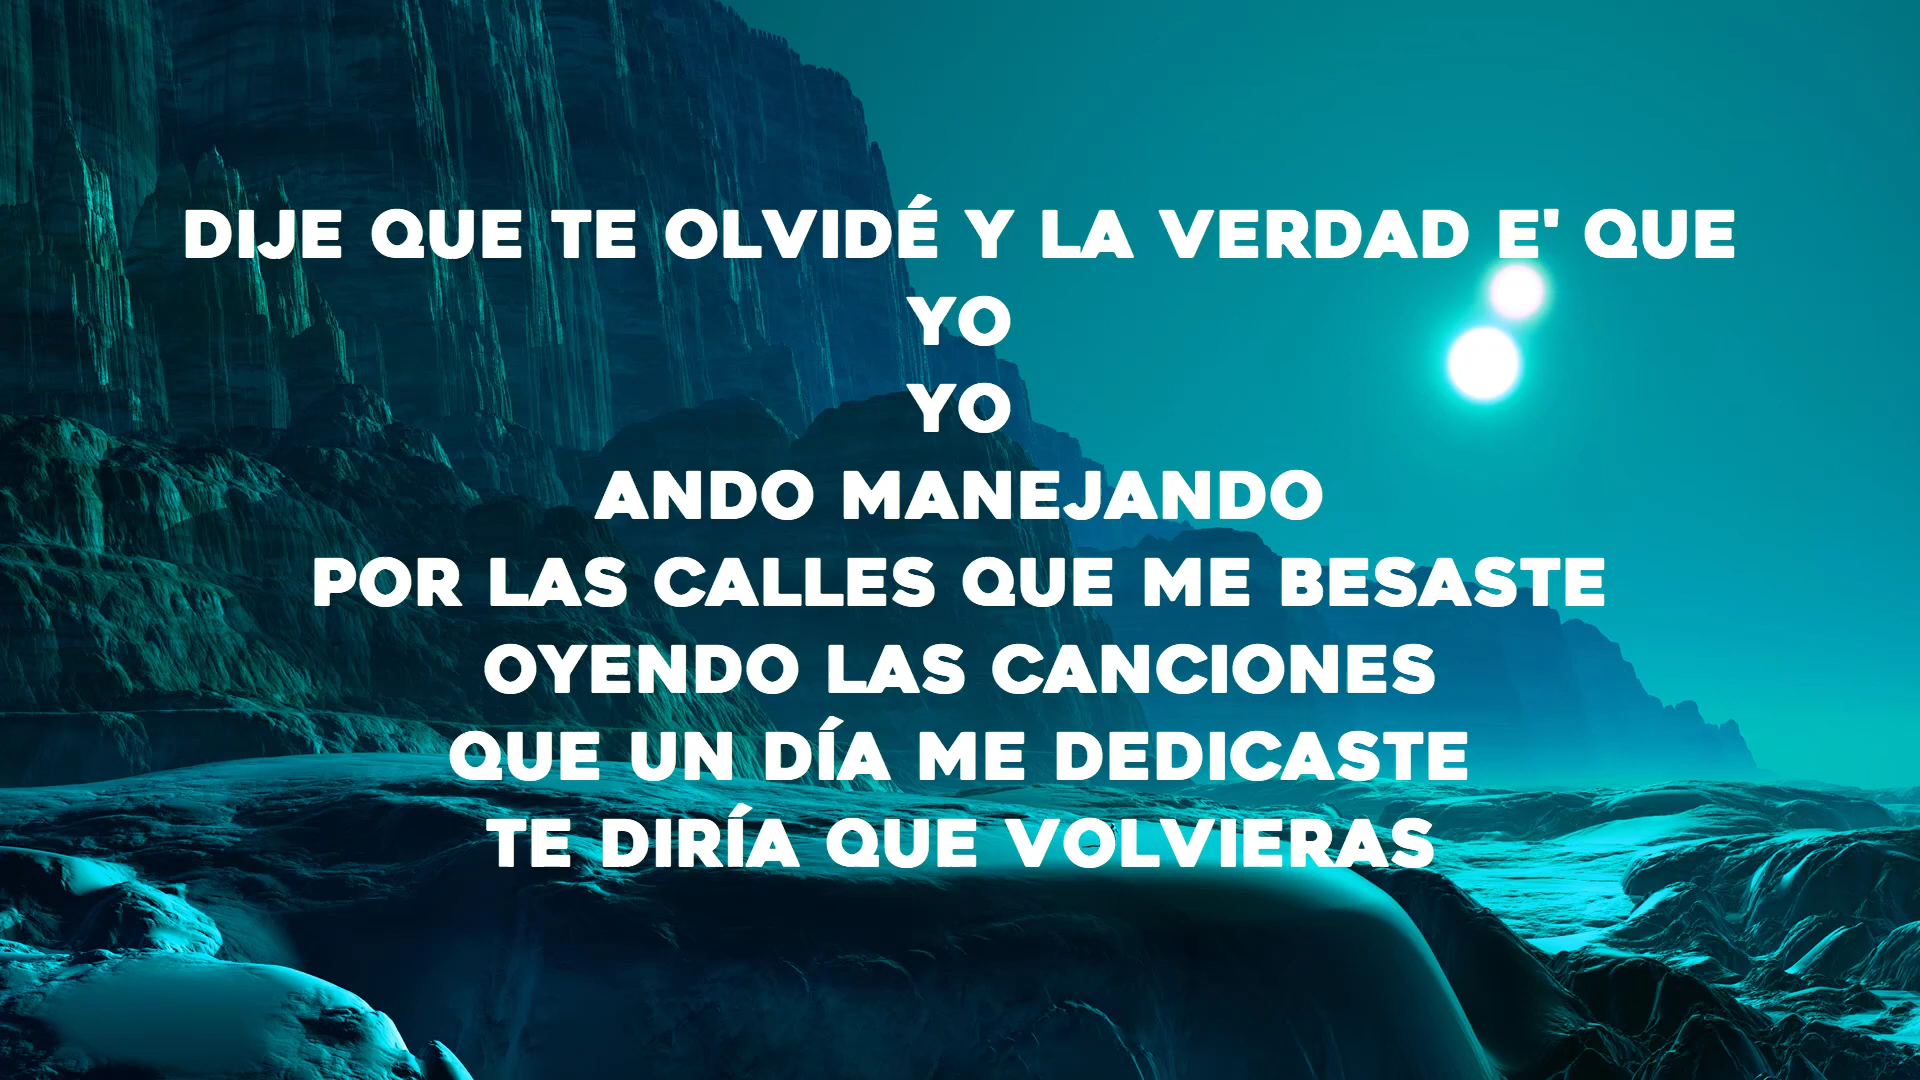 DIJE QUE TE OLVIDÉ Y LA VERDAD E' QUE
YO
YO
ANDO MANEJANDO
POR LAS CALLES QUE ME BESASTE
OYENDO LAS CANCIONES
QUE UN DÍA ME DEDICASTE
TE DIRÍA QUE VOLVIERAS